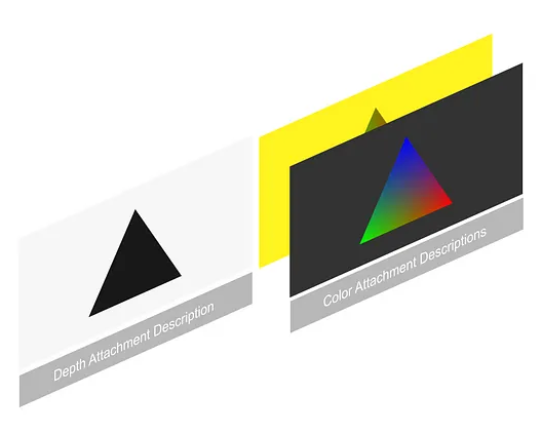 Depth Attachment Description
Color Attachment Descriptions